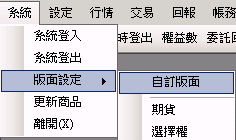 系統 設定 行情 交易 回報 帳務
系統登入
系統登出
版面設定
更新商品
離開(X)
時登出 權益數 委託回
自訂版面
期貨
選擇權